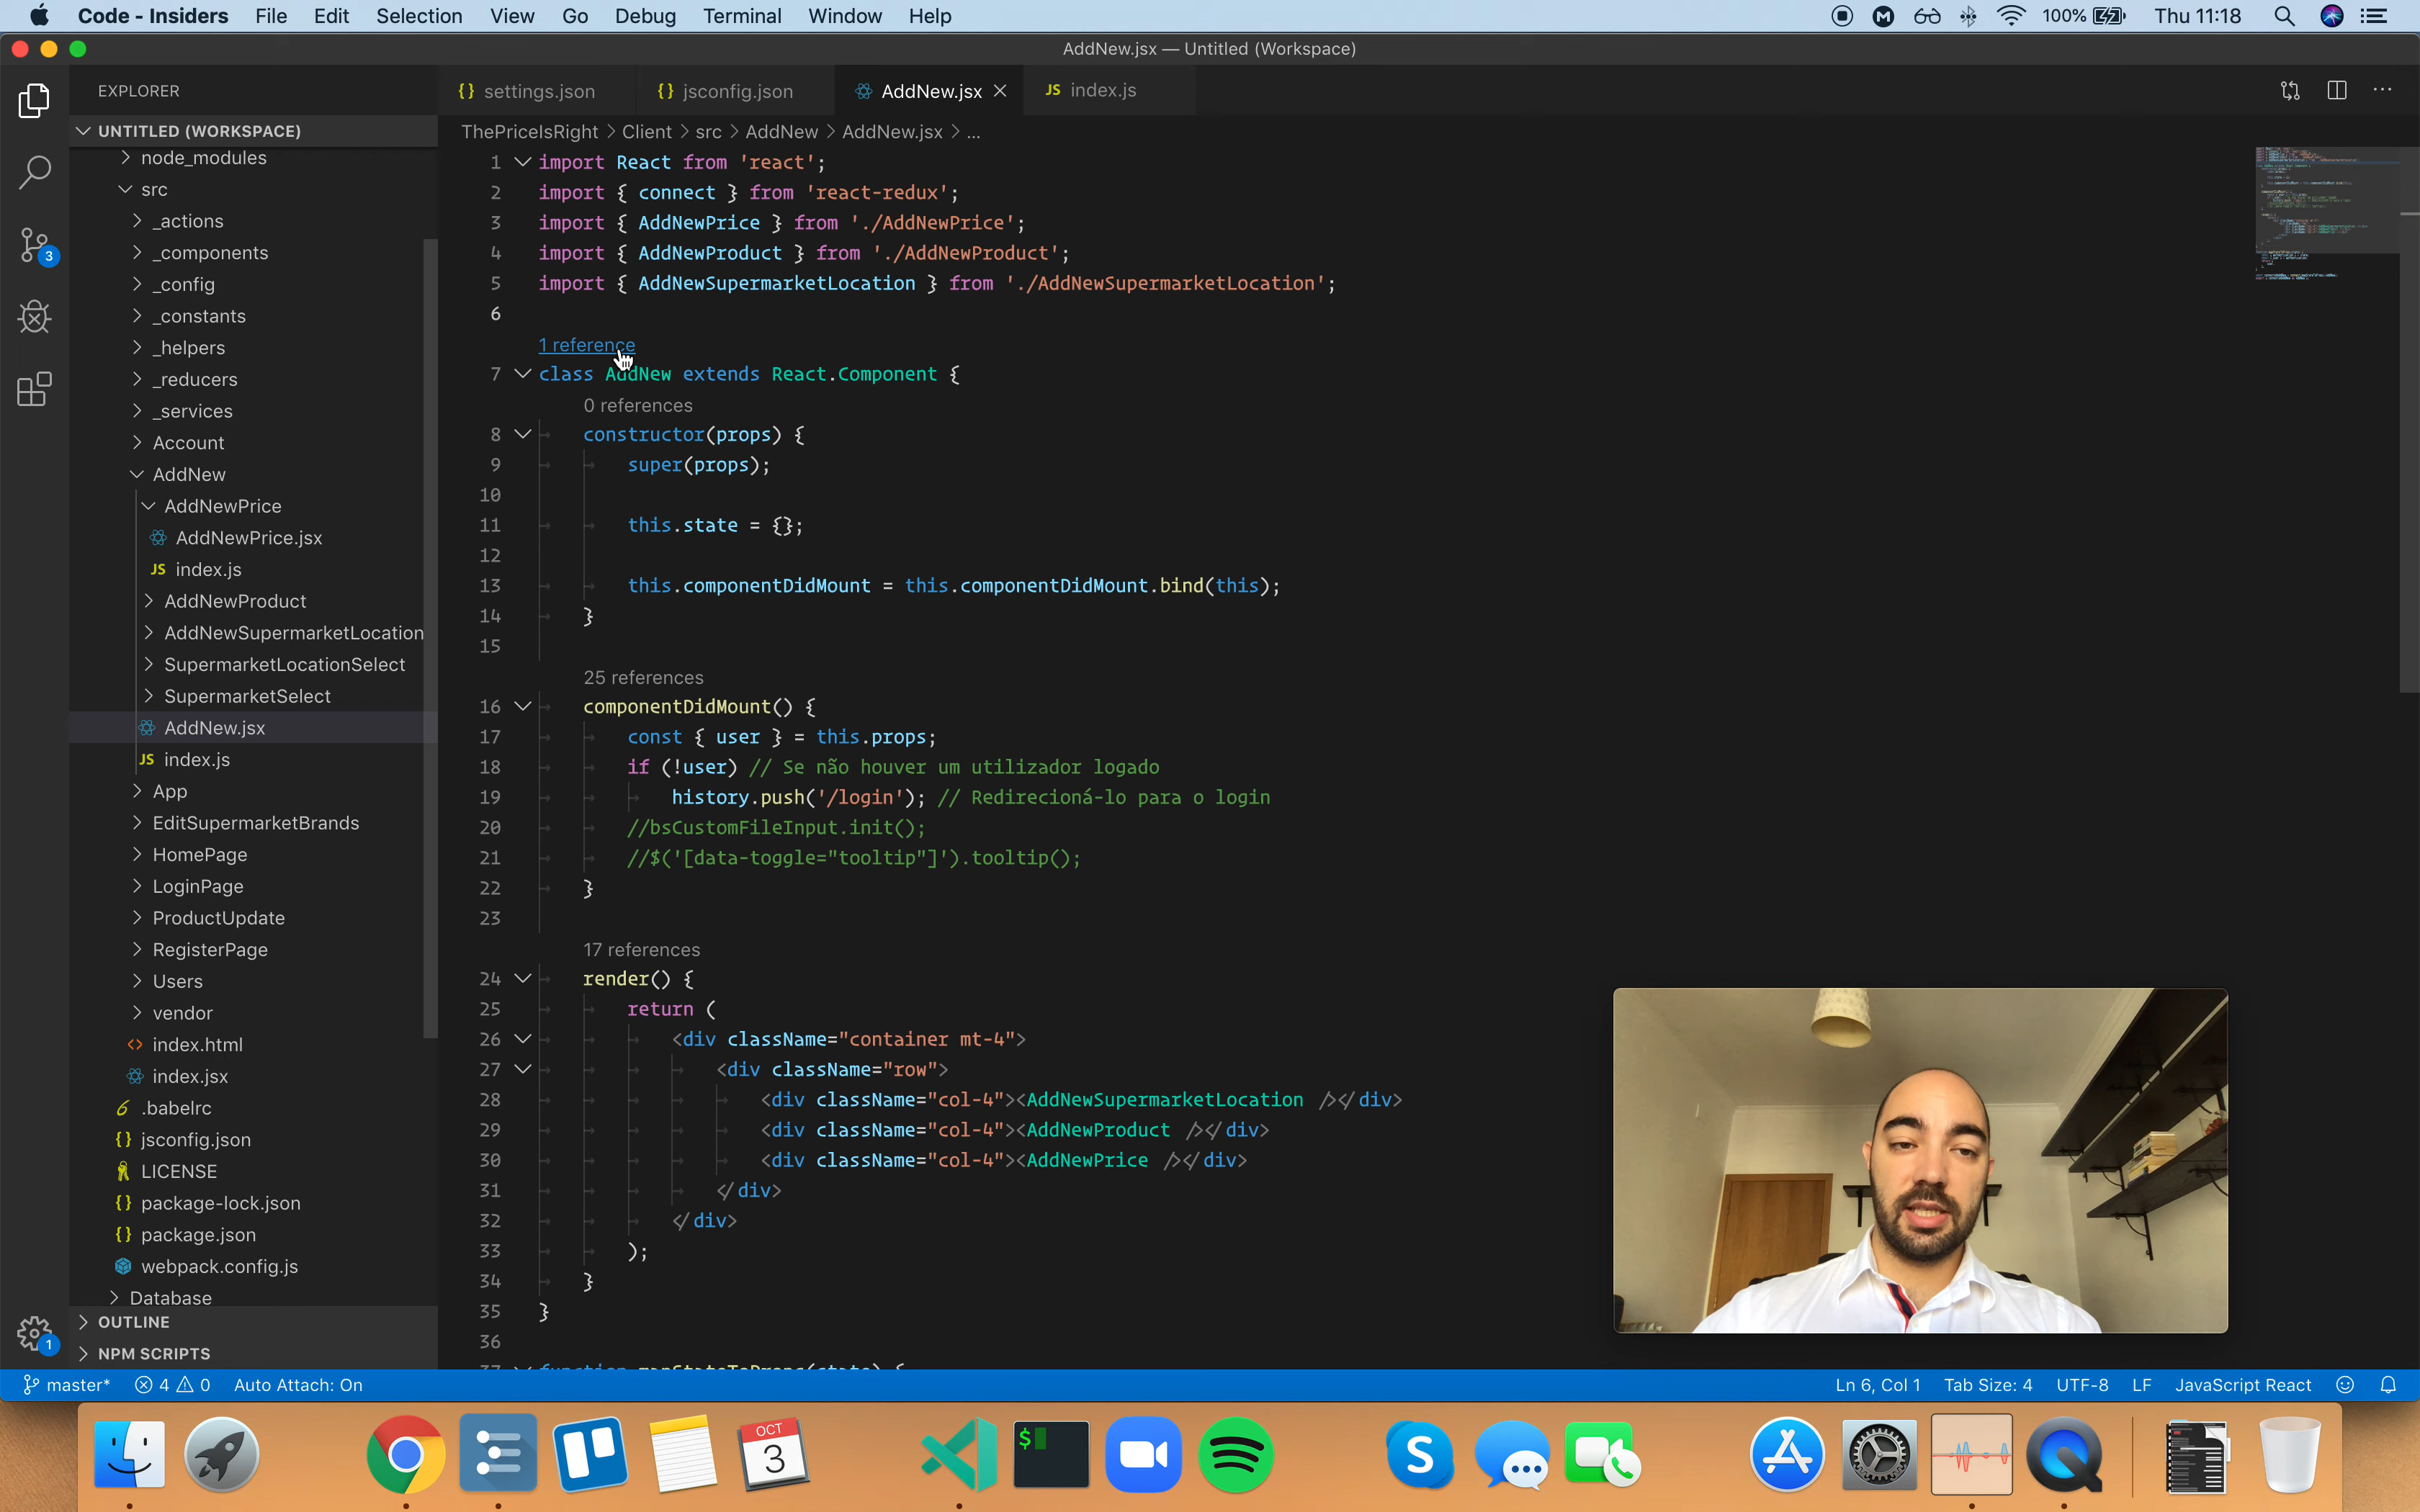 Code - Insiders File Edit Selection View Go Debug Terminal Window Help 100% Thu 11:18
AddNew.jsx — Untitled (Workspace)
EXPLORER
UNTITLED (WORKSPACE)
node_modules
src
_actions
_components
_config
_constants
_helpers
_reducers
_services
Account
AddNew
AddNewPrice
AddNewPrice.jsx
JS index.js
AddNewProduct
AddNewSupermarketLocation
SupermarketLocationSelect
SupermarketSelect
AddNew.jsx
JS index.js
App
EditSupermarketBrands
HomePage
LoginPage
ProductUpdate
RegisterPage
Users
vendor
<> index.html
index.jsx
.babelrc
{} jsconfig.json
LICENSE
{} package-lock.json
{} package.json
webpack.config.js
Database
OUTLINE
NPM SCRIPTS
3
1
{} settings.json {} jsconfig.json AddNew.jsx JS index.js
ThePriceIsRight > Client > src > AddNew > AddNew.jsx > ...
1 import React from 'react';
2 import { connect } from 'react-redux';
3 import { AddNewPrice } from './AddNewPrice';
4 import { AddNewProduct } from './AddNewProduct';
5 import { AddNewSupermarketLocation } from './AddNewSupermarketLocation';
6
1 reference
7 class AddNew extends React.Component {
0 references
8 constructor(props) {
9 super(props);
10
11 this.state = {};
12
13 this.componentDidMount = this.componentDidMount.bind(this);
14 }
15
25 references
16 componentDidMount() {
17 const { user } = this.props;
18 if (!user) // Se não houver um utilizador logado
19 history.push('/login'); // Redirecioná-lo para o login
20 //bsCustomFileInput.init();
21 //$('[data-toggle="tooltip"]').tooltip();
22 }
23
17 references
24 render() {
25 return (
26 <div className="container mt-4">
27 <div className="row">
28 <div className="col-4"><AddNewSupermarketLocation /></div>
29 <div className="col-4"><AddNewProduct /></div>
30 <div className="col-4"><AddNewPrice /></div>
31 </div>
32 </div>
33 );
34 }
35 }
36
37 function mapStateToProps(state) {
master* 4 0 Auto Attach: On Ln 6, Col 1 Tab Size: 4 UTF-8 LF JavaScript React
OCT
3
$